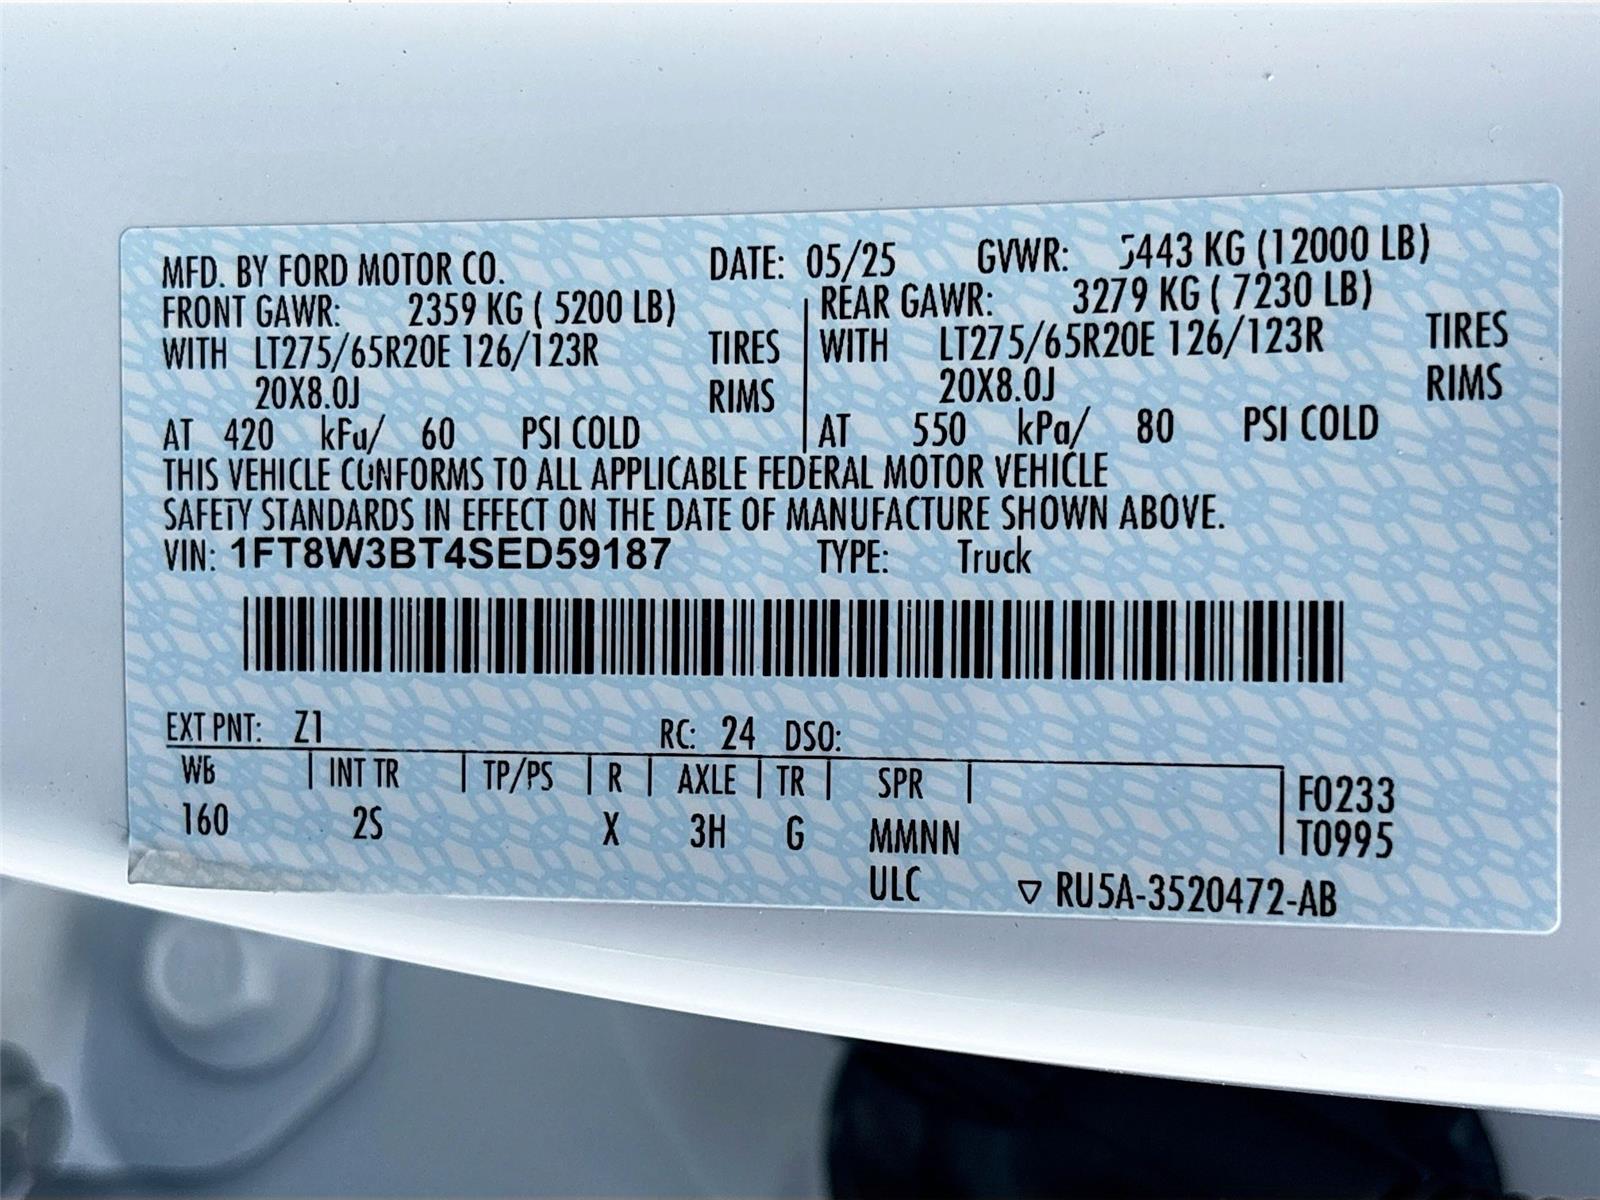 MFD. BY FORD MOTOR CO. DATE: 05/25 GVWR: 5443 KG (12000 LB)
FRONT GAWR: 2359 KG ( 5200 LB) REAR GAWR: 3279 KG ( 7230 LB)
WITH LT275/65R20E 126/123R TIRES WITH LT275/65R20E 126/123R TIRES
20X8.0J RIMS 20X8.0J RIMS
AT 420 kPa/ 60 PSI COLD AT 550 kPa/ 80 PSI COLD
THIS VEHICLE CONFORMS TO ALL APPLICABLE FEDERAL MOTOR VEHICLE
SAFETY STANDARDS IN EFFECT ON THE DATE OF MANUFACTURE SHOWN ABOVE.
VIN: 1FT8W3BT4SED59187 TYPE: Truck
EXT PNT: Z1 RC: 24 DSO:
WB | INT TR | TP/PS | R | AXLE | TR | SPR | F0233
160 2S X 3H G MMNN T0995
ULC ▽ RU5A-3520472-AB